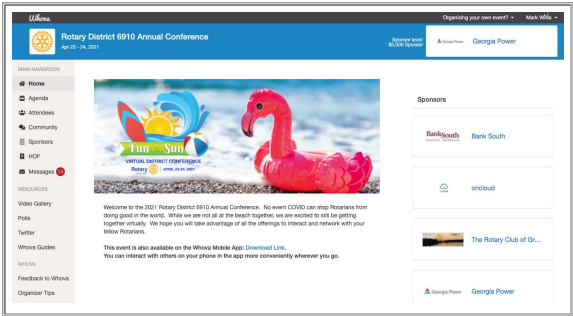 Whova
Organizing your own event?
Mark Willis
Rotary District 6910 Annual Conference
Apr 23 - 24, 2021
Sponsor level:
$5,000 Sponsor
Georgia Power
Georgia Power
MAIN NAVIGATION
Home
Agenda
Attendees
Community
Sponsors
HOF
Messages
RESOURCES
Video Gallery
Polls
Twitter
Whova Guides
WHOVA
Feedback to Whova
Organizer Tips
Fun in the Sun
VIRTUAL DISTRICT CONFERENCE
Rotary
APRIL 23-24, 2021
Welcome to the 2021 Rotary District 6910 Annual Conference. No event COVID can stop Rotarians from
doing good in the world. While we are not all at the beach together, we are excited to still be getting
together virtually. We hope you will take advantage of all the offerings to interact and network with your
fellow Rotarians.
This event is also available on the Whova Mobile App: Download Link.
You can interact with others on your phone in the app more conveniently wherever you go.
Sponsors
BankSouth
Bank South
oncloud
The Rotary Club of Gr...
Georgia Power
Georgia Power